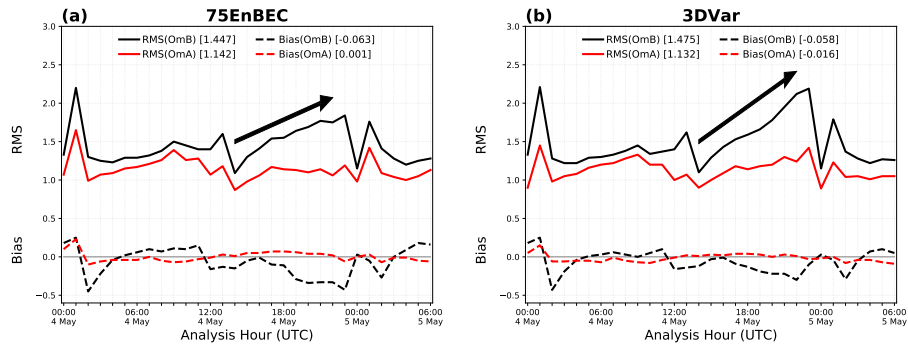 (a)
75EnBEC
RMS(OmB) [1.447]
RMS(OmA) [1.142]
Bias(OmB) [-0.063]
Bias(OmA) [0.001]
3.0
2.5
2.0
1.5
1.0
0.5
0.0
−0.5
RMS
Bias
00:00
4 May
06:00
4 May
12:00
4 May
18:00
4 May
00:00
5 May
06:00
5 May
Analysis Hour (UTC)
(b)
3DVar
RMS(OmB) [1.475]
RMS(OmA) [1.132]
Bias(OmB) [-0.058]
Bias(OmA) [-0.016]
3.0
2.5
2.0
1.5
1.0
0.5
0.0
−0.5
RMS
Bias
00:00
4 May
06:00
4 May
12:00
4 May
18:00
4 May
00:00
5 May
06:00
5 May
Analysis Hour (UTC)